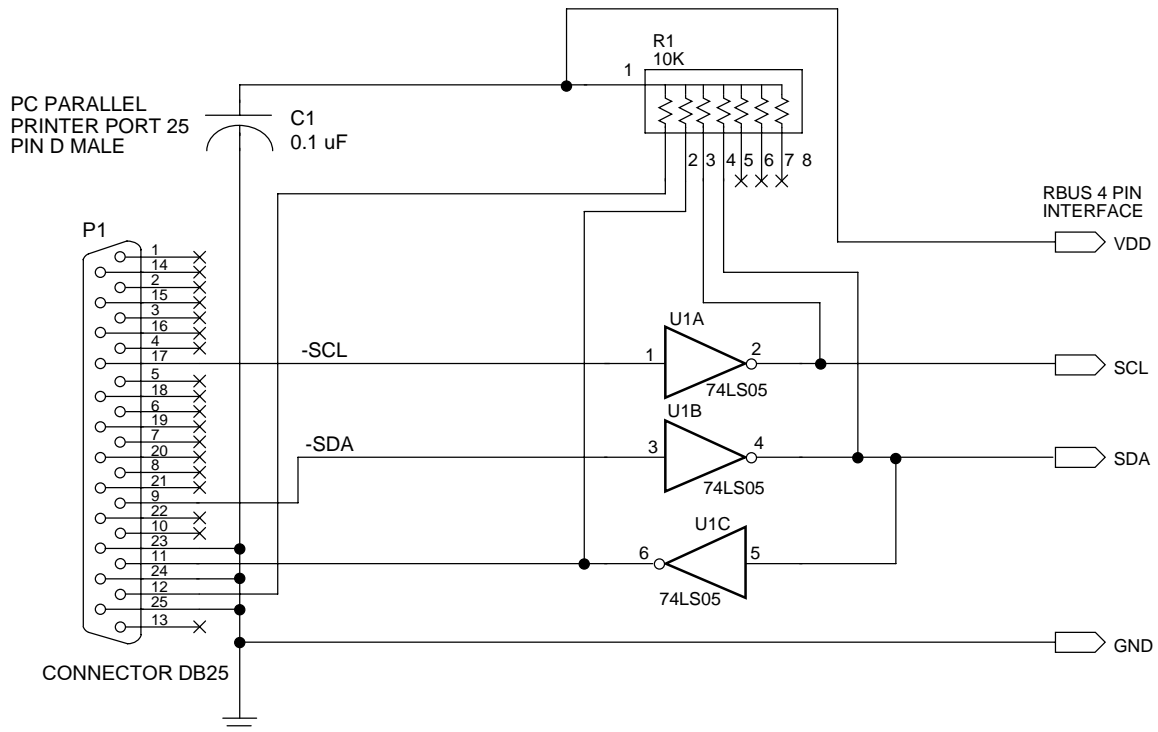 R1
10K
1
2 3 4 5 6 7 8
PC PARALLEL
PRINTER PORT 25
PIN D MALE
C1
0.1 uF
RBUS 4 PIN
INTERFACE
VDD
P1
1
14
2
15
3
16
4
17
5
18
6
19
7
20
8
21
9
22
10
23
11
24
12
25
13
-SCL
1
U1A
2
74LS05
SCL
-SDA
3
U1B
4
74LS05
SDA
U1C
6
5
74LS05
GND
CONNECTOR DB25